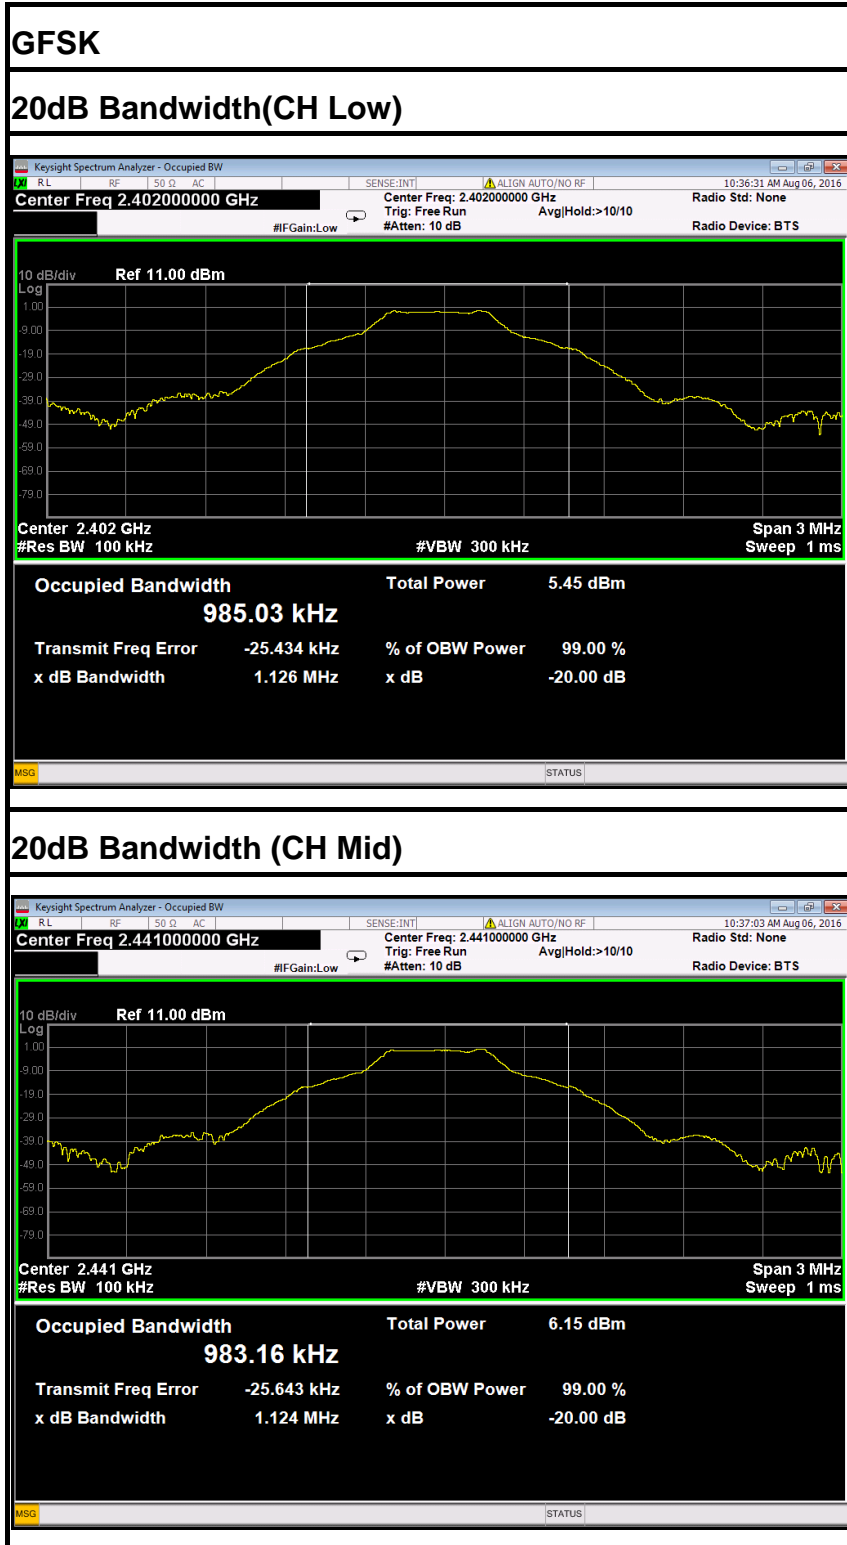 GFSK
20dB Bandwidth(CH Low)
Keysight Spectrum Analyzer - Occupied BW
LXI RL RF 50 Ω AC SENSE:INT ALIGN AUTO/NO RF 10:36:31 AM Aug 06, 2016
Center Freq 2.402000000 GHz Center Freq: 2.402000000 GHz Radio Std: None
Trig: Free Run Avg|Hold:>10/10
#IFGain:Low #Atten: 10 dB Radio Device: BTS
10 dB/div Ref 11.00 dBm
Log
1.00
-9.00
-19.0
-29.0
-39.0
-49.0
-59.0
-69.0
-79.0
Center 2.402 GHz Span 3 MHz
#Res BW 100 kHz #VBW 300 kHz Sweep 1 ms
Occupied Bandwidth Total Power 5.45 dBm
985.03 kHz
Transmit Freq Error -25.434 kHz % of OBW Power 99.00 %
x dB Bandwidth 1.126 MHz x dB -20.00 dB
MSG STATUS
20dB Bandwidth (CH Mid)
Keysight Spectrum Analyzer - Occupied BW
LXI RL RF 50 Ω AC SENSE:INT ALIGN AUTO/NO RF 10:37:03 AM Aug 06, 2016
Center Freq 2.441000000 GHz Center Freq: 2.441000000 GHz Radio Std: None
Trig: Free Run Avg|Hold:>10/10
#IFGain:Low #Atten: 10 dB Radio Device: BTS
10 dB/div Ref 11.00 dBm
Log
1.00
-9.00
-19.0
-29.0
-39.0
-49.0
-59.0
-69.0
-79.0
Center 2.441 GHz Span 3 MHz
#Res BW 100 kHz #VBW 300 kHz Sweep 1 ms
Occupied Bandwidth Total Power 6.15 dBm
983.16 kHz
Transmit Freq Error -25.643 kHz % of OBW Power 99.00 %
x dB Bandwidth 1.124 MHz x dB -20.00 dB
MSG STATUS